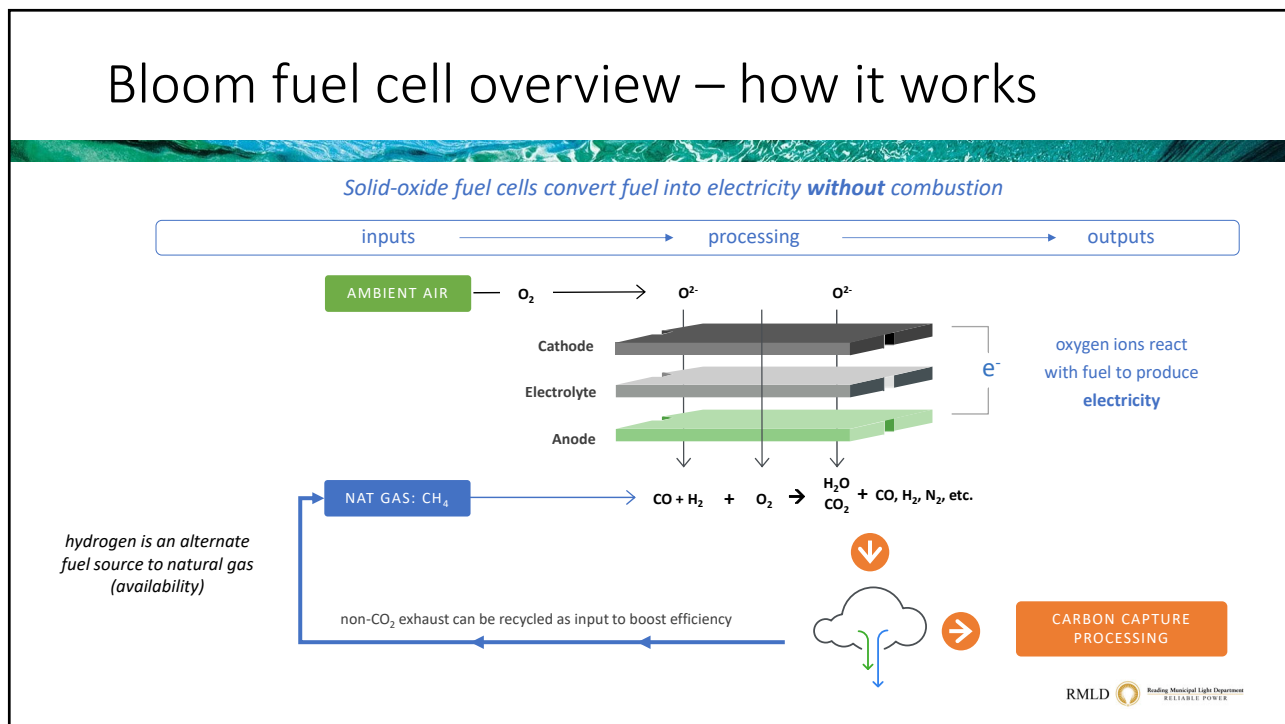 Bloom fuel cell overview – how it works
Solid-oxide fuel cells convert fuel into electricity without combustion
inputs processing outputs
AMBIENT AIR O₂ O²⁻ O²⁻
Cathode
Electrolyte
Anode
e⁻
oxygen ions react
with fuel to produce
electricity
NAT GAS: CH₄ CO + H₂ + O₂ → H₂O CO₂ + CO, H₂, N₂, etc.
hydrogen is an alternate
fuel source to natural gas
(availability)
non-CO₂ exhaust can be recycled as input to boost efficiency
CARBON CAPTURE
PROCESSING
RMLD Reading Municipal Light Department
RELIABLE POWER